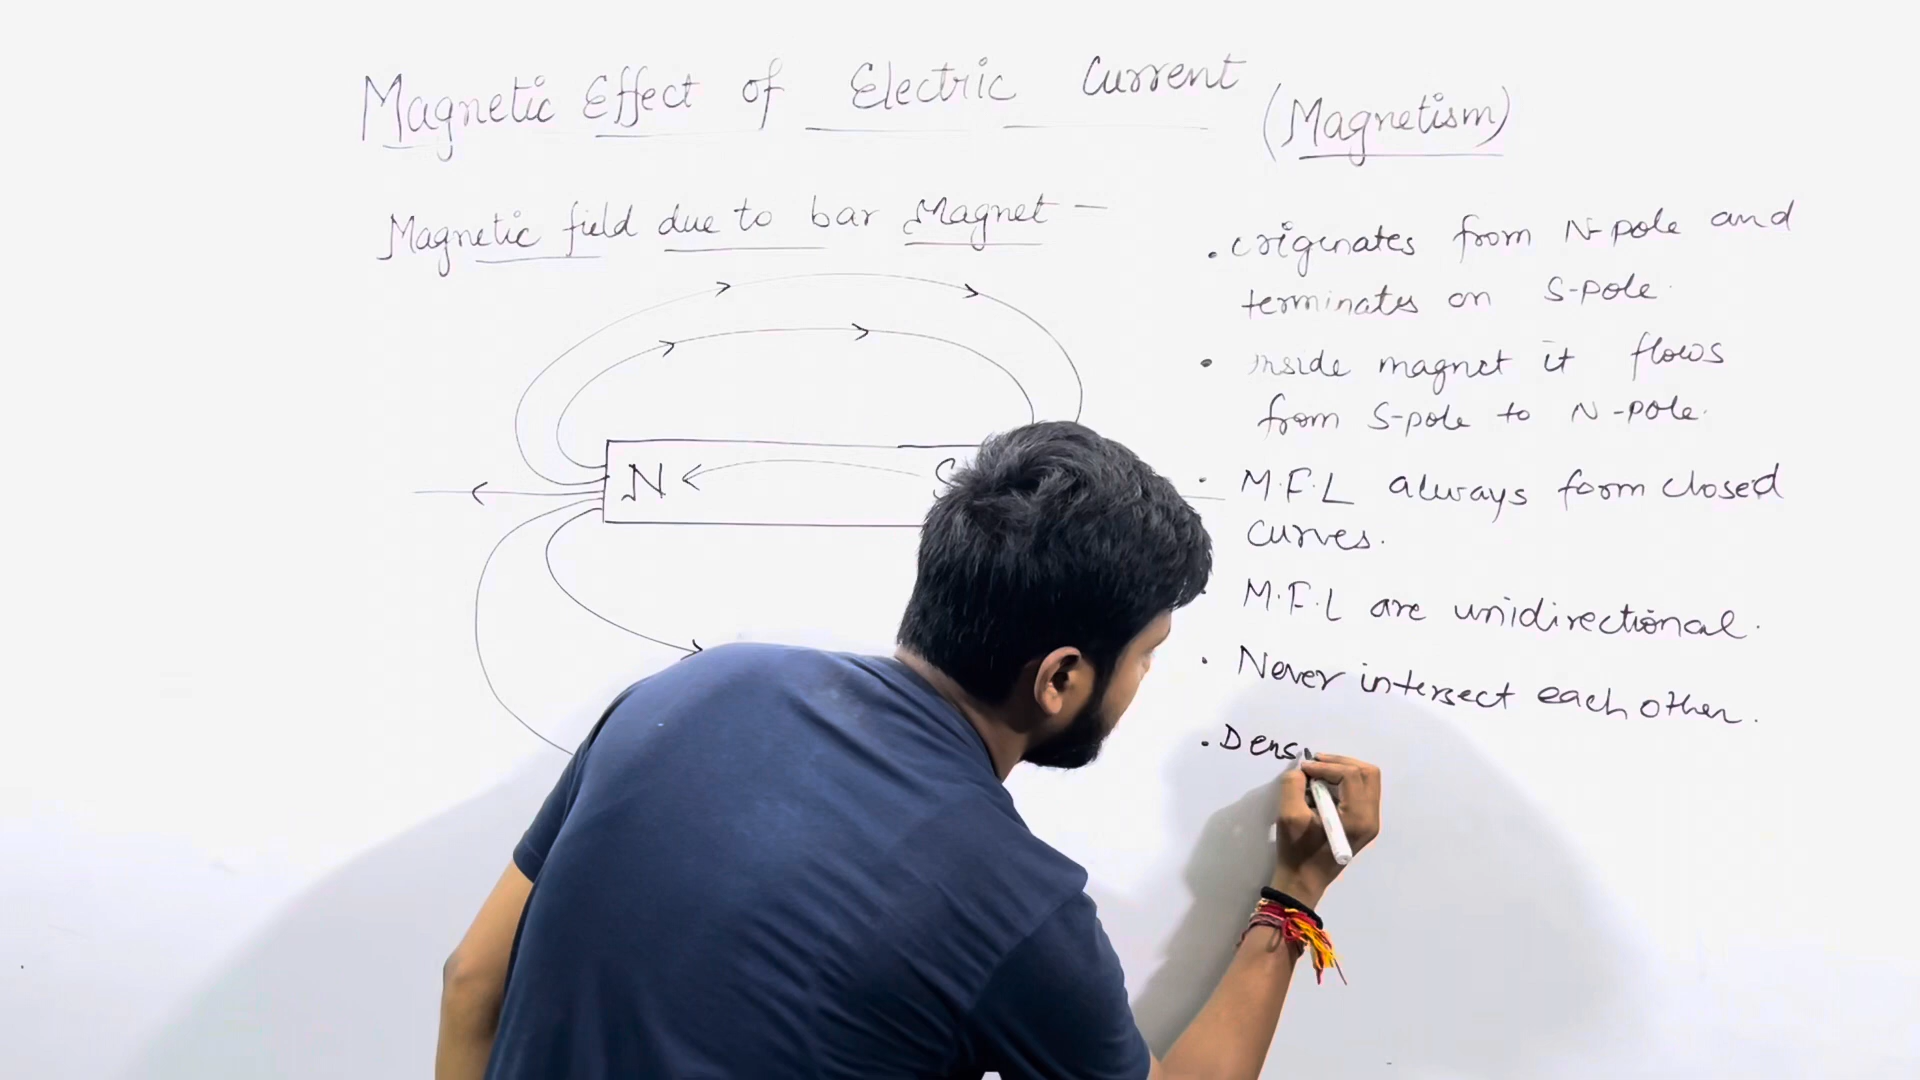 Magnetic Effect of Electric Current (Magnetism)
Magnetic field due to bar Magnet -
N S
. originates from N-pole and
terminates on S-pole.
. Inside magnet it flows
from S-pole to N-pole.
. M.F.L always form closed
curves.
. M.F.L are unidirectional.
. Never intersect each other.
. Dens